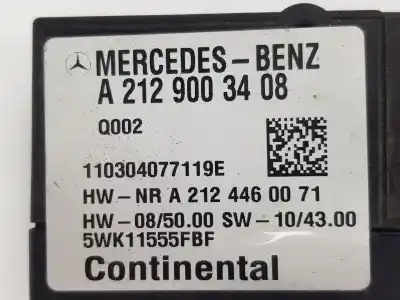 MERCEDES-BENZ
A 212 900 34 08
Q002
110304077119E
HW-NR A 212 446 00 71
HW-08/50.00 SW-10/43.00
5WK11555FBF
Continental